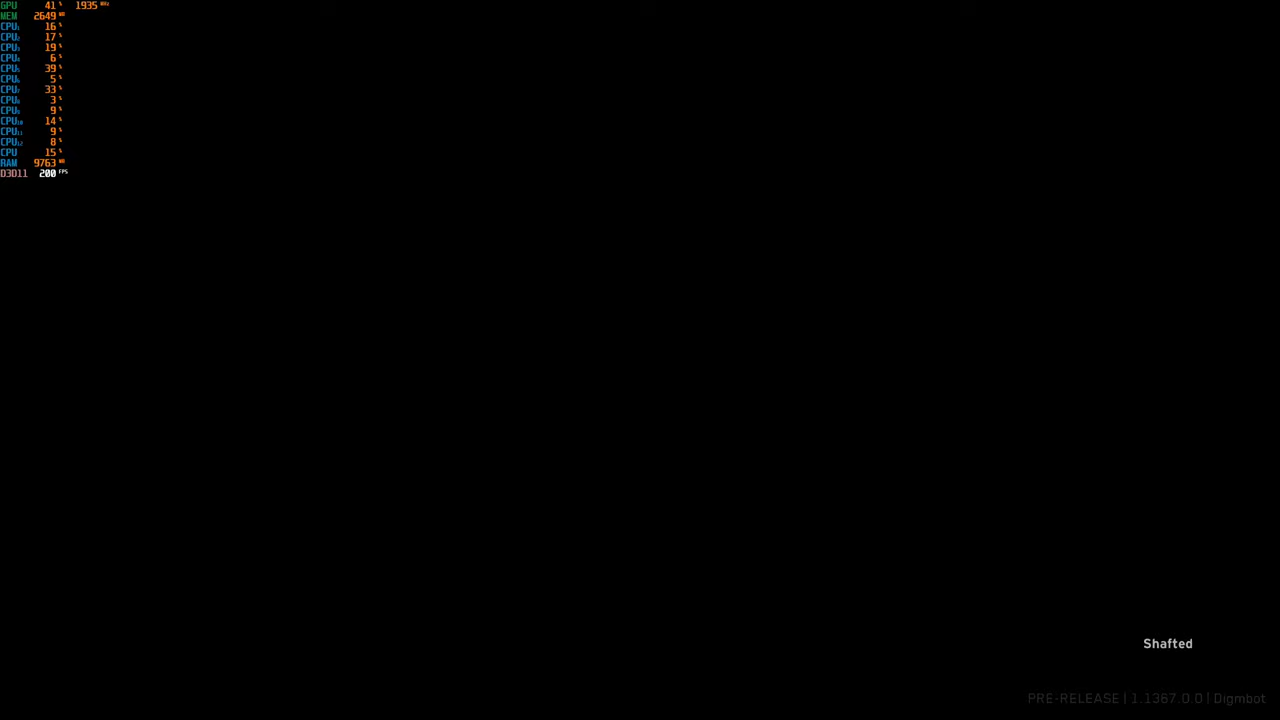 GPU 41 % 1935 MHz
MEM 2649 MB
CPU1 16 %
CPU2 17 %
CPU3 19 %
CPU4 6 %
CPU5 39 %
CPU6 5 %
CPU7 33 %
CPU8 3 %
CPU9 9 %
CPU10 14 %
CPU11 9 %
CPU12 8 %
CPU 15 %
RAM 9763 MB
D3D11 200 FPS
Shafted
PRE-RELEASE | 1.1367.0.0 | Digmbot